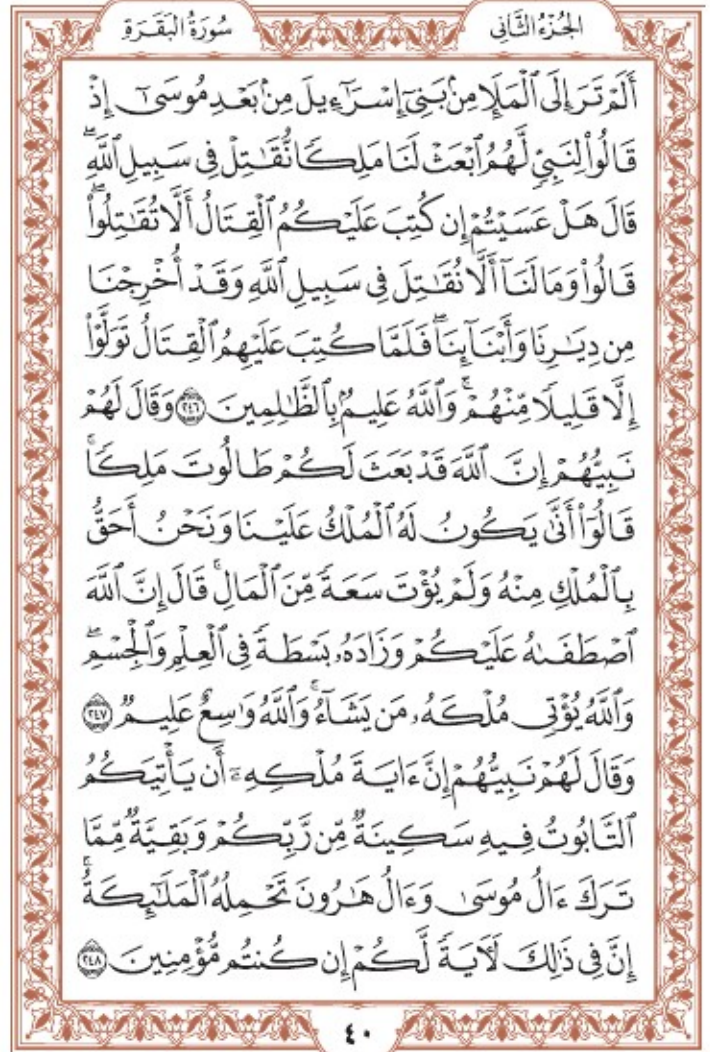 الجُزْءُ الثَّانِي
سُورَةُ البَقَرَةِ
أَلَمْ تَرَ إِلَى ٱلْمَلَإِ مِنۢ بَنِىٓ إِسْرَٰٓءِيلَ مِنۢ بَعْدِ مُوسَىٰٓ إِذْ
قَالُوا۟ لِنَبِىٍّ لَّهُمُ ٱبْعَثْ لَنَا مَلِكًا نُّقَـٰتِلْ فِى سَبِيلِ ٱللَّهِ ۖ
قَالَ هَلْ عَسَيْتُمْ إِن كُتِبَ عَلَيْكُمُ ٱلْقِتَالُ أَلَّا تُقَـٰتِلُوا۟ ۖ
قَالُوا۟ وَمَا لَنَآ أَلَّا نُقَـٰتِلَ فِى سَبِيلِ ٱللَّهِ وَقَدْ أُخْرِجْنَا
مِن دِيَـٰرِنَا وَأَبْنَآئِنَا ۖ فَلَمَّا كُتِبَ عَلَيْهِمُ ٱلْقِتَالُ تَوَلَّوْا۟
إِلَّا قَلِيلًا مِّنْهُمْ ۗ وَٱللَّهُ عَلِيمٌۢ بِٱلظَّـٰلِمِينَ ٢٤٦ وَقَالَ لَهُمْ
نَبِيُّهُمْ إِنَّ ٱللَّهَ قَدْ بَعَثَ لَكُمْ طَالُوتَ مَلِكًا ۚ
قَالُوٓا۟ أَنَّىٰ يَكُونُ لَهُ ٱلْمُلْكُ عَلَيْنَا وَنَحْنُ أَحَقُّ
بِٱلْمُلْكِ مِنْهُ وَلَمْ يُؤْتَ سَعَةً مِّنَ ٱلْمَالِ ۚ قَالَ إِنَّ ٱللَّهَ
ٱصْطَفَىٰهُ عَلَيْكُمْ وَزَادَهُۥ بَسْطَةً فِى ٱلْعِلْمِ وَٱلْجِسْمِ ۖ
وَٱللَّهُ يُؤْتِى مُلْكَهُۥ مَن يَشَآءُ ۚ وَٱللَّهُ وَٰسِعٌ عَلِيمٌ ٢٤٧
وَقَالَ لَهُمْ نَبِيُّهُمْ إِنَّ ءَايَةَ مُلْكِهِۦٓ أَن يَأْتِيَكُمُ
ٱلتَّابُوتُ فِيهِ سَكِينَةٌ مِّن رَّبِّكُمْ وَبَقِيَّةٌ مِّمَّا
تَرَكَ ءَالُ مُوسَىٰ وَءَالُ هَـٰرُونَ تَحْمِلُهُ ٱلْمَلَـٰٓئِكَةُ ۚ
إِنَّ فِى ذَٰلِكَ لَـَٔايَةً لَّكُمْ إِن كُنتُم مُّؤْمِنِينَ ٢٤٨
٤٠